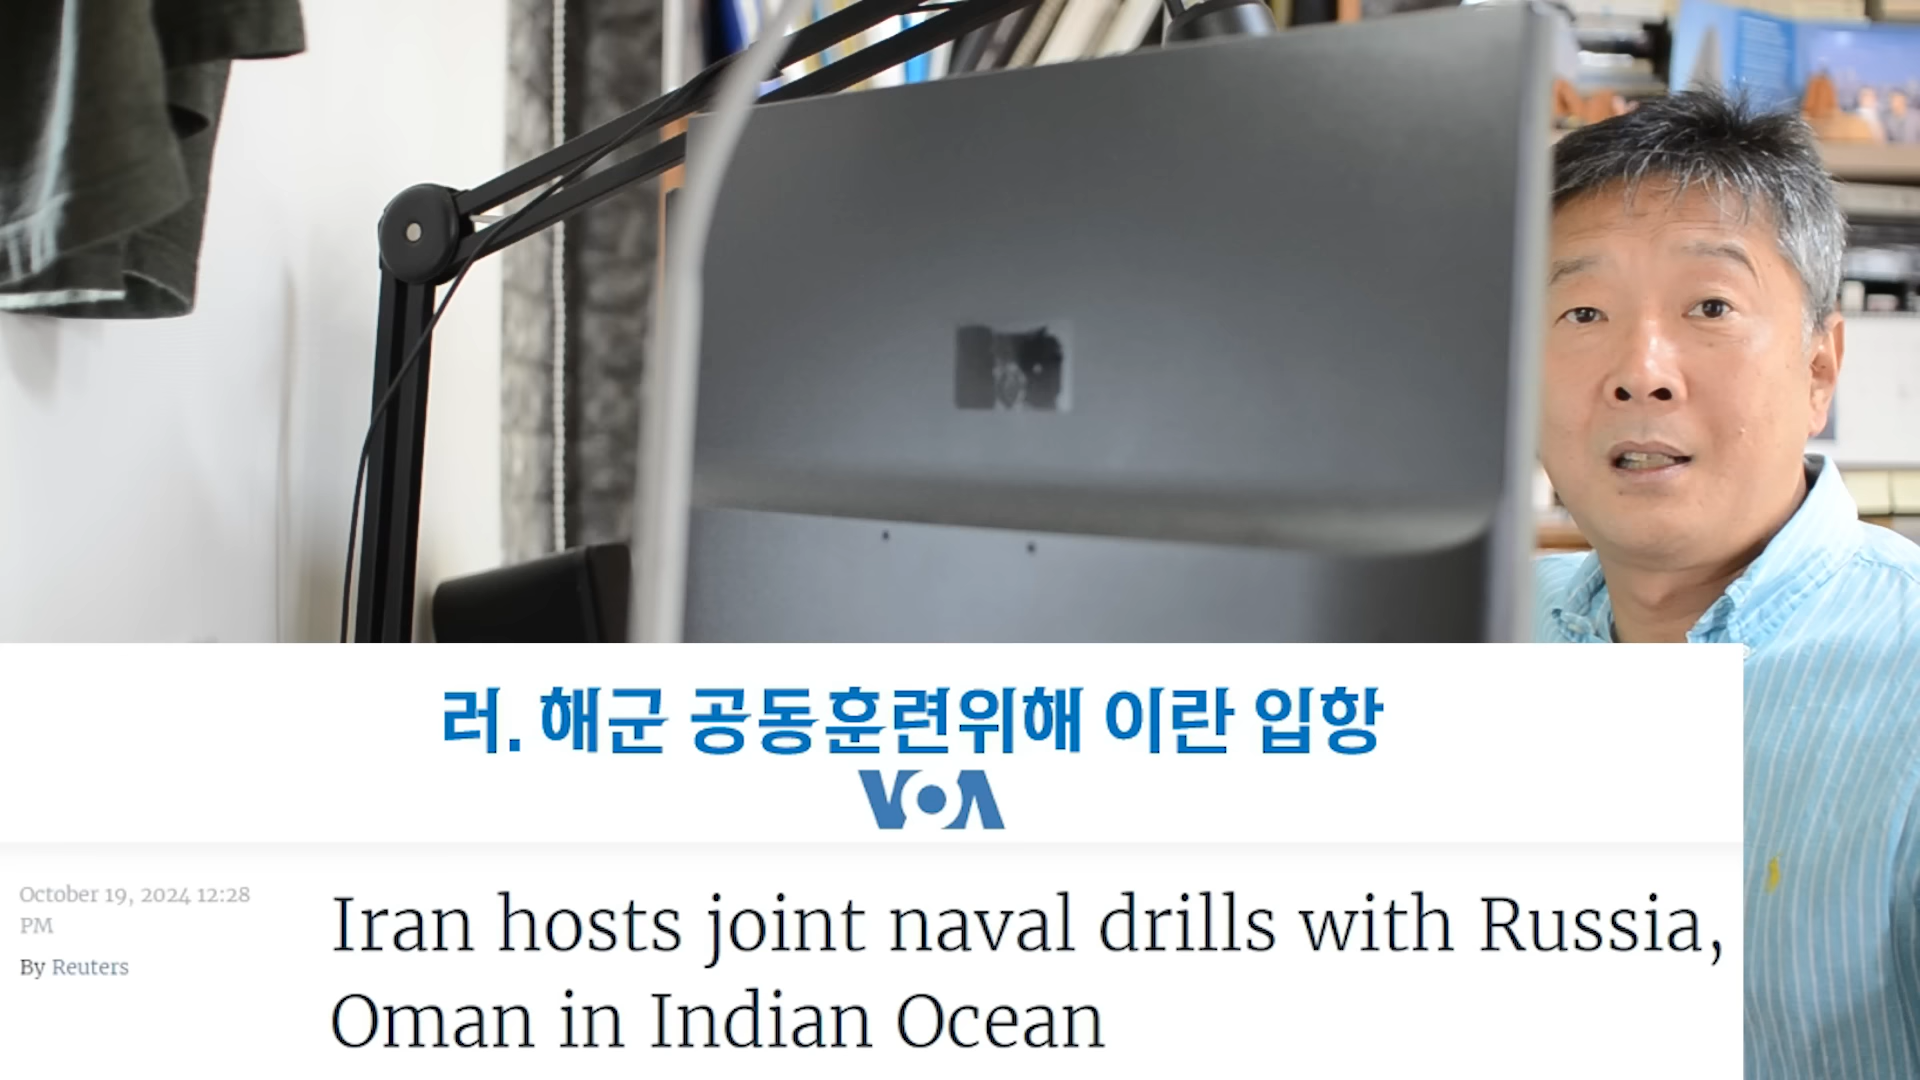 러. 해군 공동훈련위해 이란 입항
VOA
October 19, 2024 12:28
PM
By Reuters
Iran hosts joint naval drills with Russia,
Oman in Indian Ocean